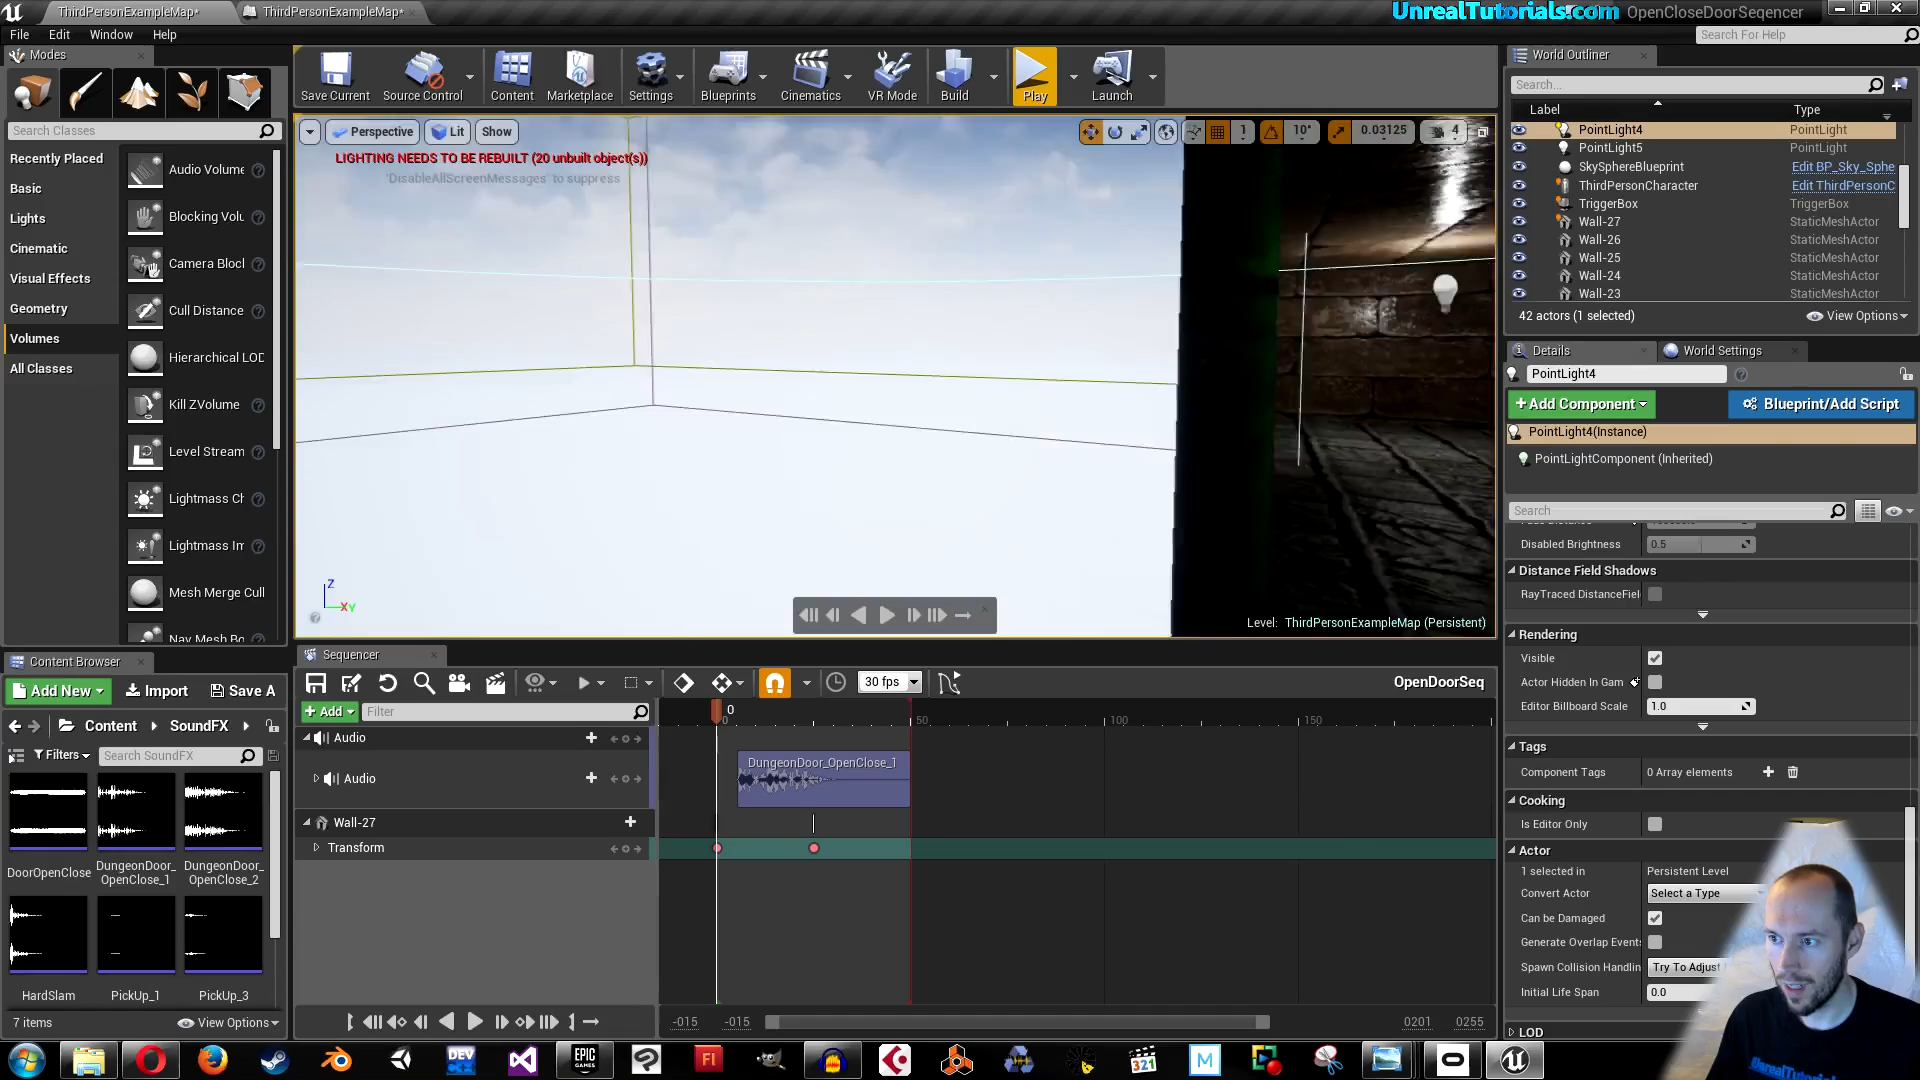 ThirdPersonExampleMap*
ThirdPersonExampleMap*
UnrealTutorials.com
OpenCloseDoorSeqencer
File
Edit
Window
Help
Search For Help
Modes
Save Current
Source Control
Content
Marketplace
Settings
Blueprints
Cinematics
VR Mode
Build
Play
Launch
Search Classes
Recently Placed
Basic
Lights
Cinematic
Visual Effects
Geometry
Volumes
All Classes
Audio Volume
Blocking Volu
Camera Blocl
Cull Distance
Hierarchical LOD
Kill ZVolume
Level Stream
Lightmass Ch
Lightmass Im
Mesh Merge Cull
Nav Mesh Bo
Perspective
Lit
Show
1
10°
0.03125
4
LIGHTING NEEDS TO BE REBUILT (20 unbuilt object(s))
'DisableAllScreenMessages' to suppress
Z
X
Y
Level: ThirdPersonExampleMap (Persistent)
World Outliner
Search...
Label
Type
PointLight4
PointLight
PointLight5
PointLight
SkySphereBlueprint
Edit BP_Sky_Sphe
ThirdPersonCharacter
Edit ThirdPersonC
TriggerBox
TriggerBox
Wall-27
StaticMeshActor
Wall-26
StaticMeshActor
Wall-25
StaticMeshActor
Wall-24
StaticMeshActor
Wall-23
StaticMeshActor
42 actors (1 selected)
View Options
Details
World Settings
PointLight4
+Add Component
Blueprint/Add Script
PointLight4(Instance)
PointLightComponent (Inherited)
Search
Disabled Brightness
0.5
Distance Field Shadows
RayTraced DistanceFiel
Rendering
Visible
Actor Hidden In Gam
Editor Billboard Scale
1.0
Tags
Component Tags
0 Array elements
Cooking
Is Editor Only
Actor
1 selected in
Persistent Level
Convert Actor
Select a Type
Can be Damaged
Generate Overlap Event
Spawn Collision Handlin
Try To Adjust
Initial Life Span
0.0
LOD
Content Browser
Add New
Import
Save A
Content
SoundFX
Filters
Search SoundFX
DoorOpenClose
DungeonDoor_
OpenClose_1
DungeonDoor_
OpenClose_2
HardSlam
PickUp_1
PickUp_3
7 items
View Options
Sequencer
30 fps
OpenDoorSeq
+ Add
Filter
0
0
50
100
150
Audio
Audio
DungeonDoor_OpenClose_1
Wall-27
Transform
-015
-015
0201
0255
DEV
EPIC
GAMES
Fl
321
M
UnrealTutorials